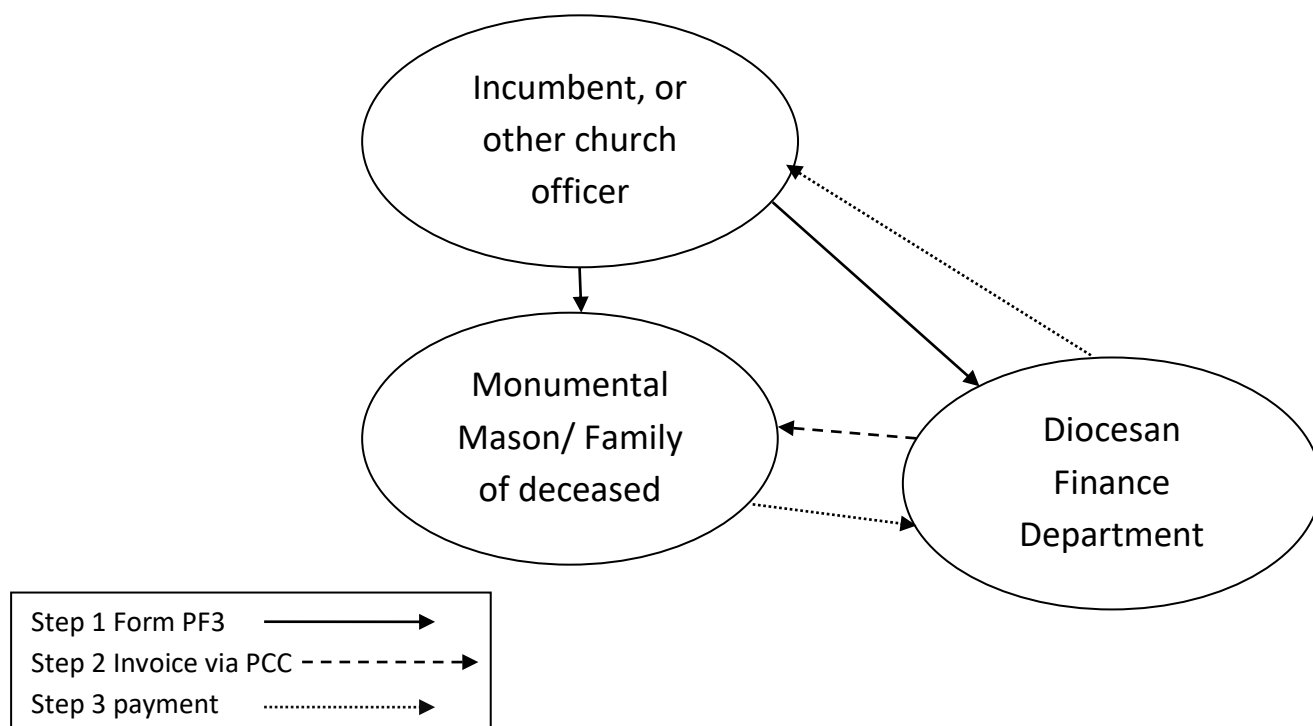 Incumbent, or
other church
officer
Monumental
Mason/ Family
of deceased
Diocesan
Finance
Department
Step 1 Form PF3
Step 2 Invoice via PCC
Step 3 payment